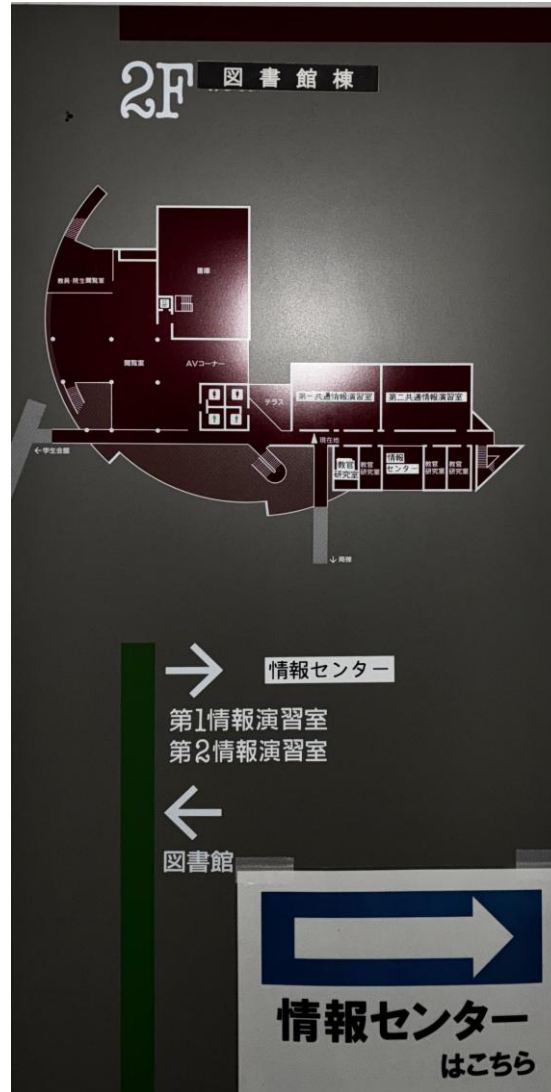 2F 図書館棟
書庫
教員・院生閲覧室
閲覧室
AVコーナー
テラス
第一共通情報演習室
第二共通情報演習室
現在地
←学生会館
教官
研究室
教官
研究室
情報
センター
教官
研究室
教官
研究室
→ 情報センター
第1情報演習室
第2情報演習室
←
図書館
情報センター
はこちら